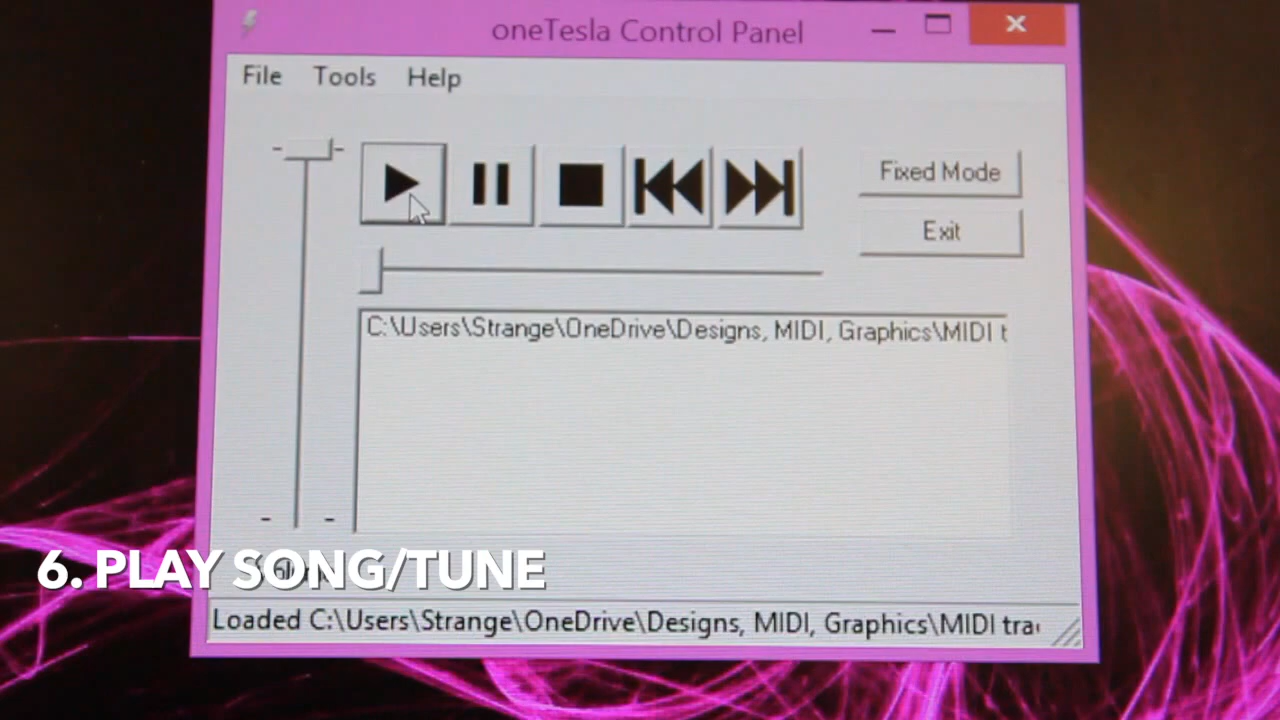 oneTesla Control Panel
File Tools Help
Fixed Mode
Exit
C:\Users\Strange\OneDrive\Designs, MIDI, Graphics\MIDI t
6. PLAY SONG/TUNE
Loaded C:\Users\Strange\OneDrive\Designs, MIDI, Graphics\MIDI tra